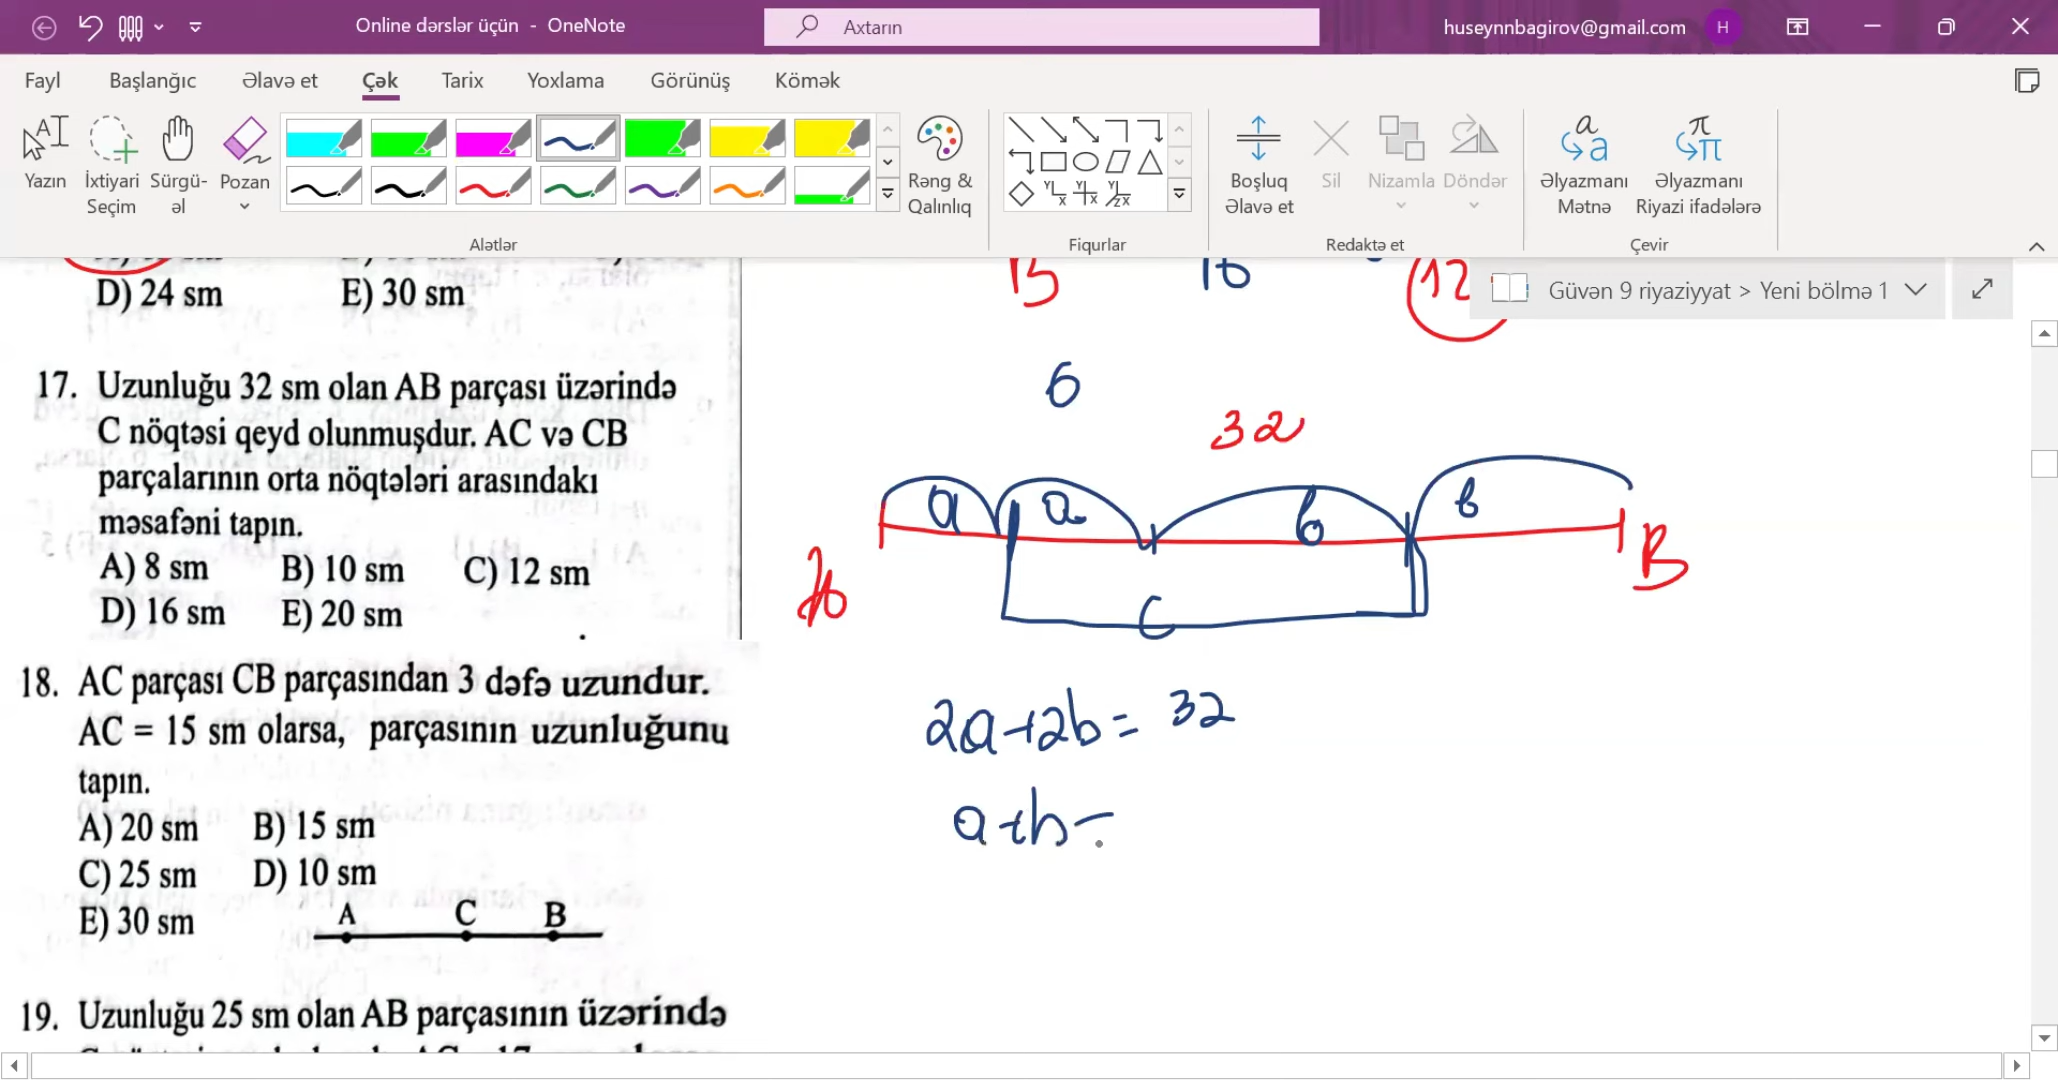 Online dərslər üçün - OneNote
Axtarın
huseynnbagirov@gmail.com H
Fayl Başlanğıc Əlavə et Çək Tarix Yoxlama Görünüş Kömək
Yazın
İxtiyari Seçim
Sürgü-əl
Pozan
Rəng & Qalınlıq
Boşluq Əlavə et
Sil
Nizamla
Döndər
Əlyazmanı Mətnə
Əlyazmanı Riyazi ifadələrə
Alətlər
Fiqurlar
Redaktə et
Çevir
Güvən 9 riyaziyyat > Yeni bölmə 1
D) 24 sm E) 30 sm
17. Uzunluğu 32 sm olan AB parçası üzərində
C nöqtəsi qeyd olunmuşdur. AC və CB
parçalarının orta nöqtələri arasındakı
məsafəni tapın.
A) 8 sm B) 10 sm C) 12 sm
D) 16 sm E) 20 sm
18. AC parçası CB parçasından 3 dəfə uzundur.
AC = 15 sm olarsa, parçasının uzunluğunu
tapın.
A) 20 sm B) 15 sm
C) 25 sm D) 10 sm
E) 30 sm
A C B
19. Uzunluğu 25 sm olan AB parçasının üzərində
12
6
32
a a b b
A C B
2a+2b= 32
a+b=